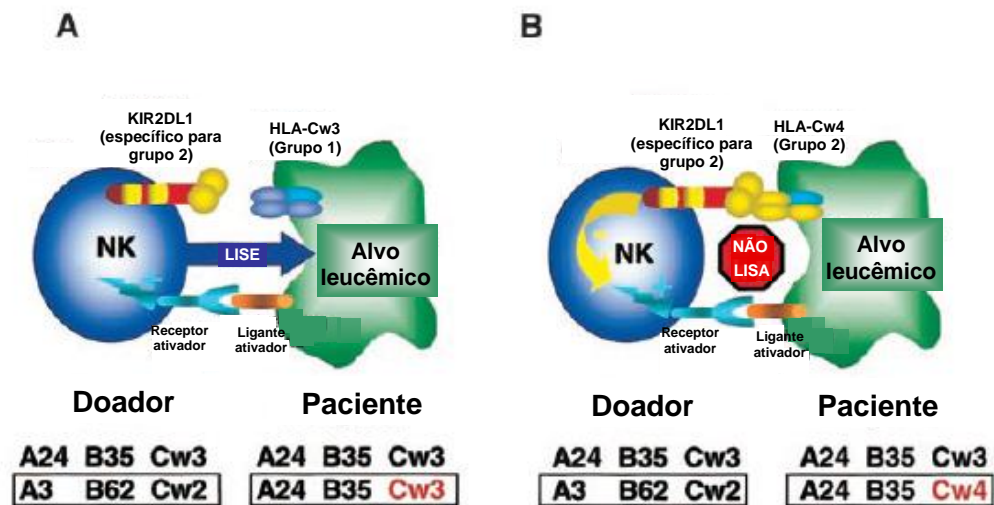 A
KIR2DL1
(específico para
grupo 2)
HLA-Cw3
(Grupo 1)
NK
LISE
Alvo
leucêmico
Receptor
ativador
Ligante
ativador
Doador
Paciente
A24 B35 Cw3
A3 B62 Cw2
A24 B35 Cw3
A24 B35 Cw3
B
KIR2DL1
(específico para
grupo 2)
HLA-Cw4
(Grupo 2)
NK
NÃO
LISA
Alvo
leucêmico
Receptor
ativador
Ligante
ativador
Doador
Paciente
A24 B35 Cw3
A3 B62 Cw2
A24 B35 Cw3
A24 B35 Cw4